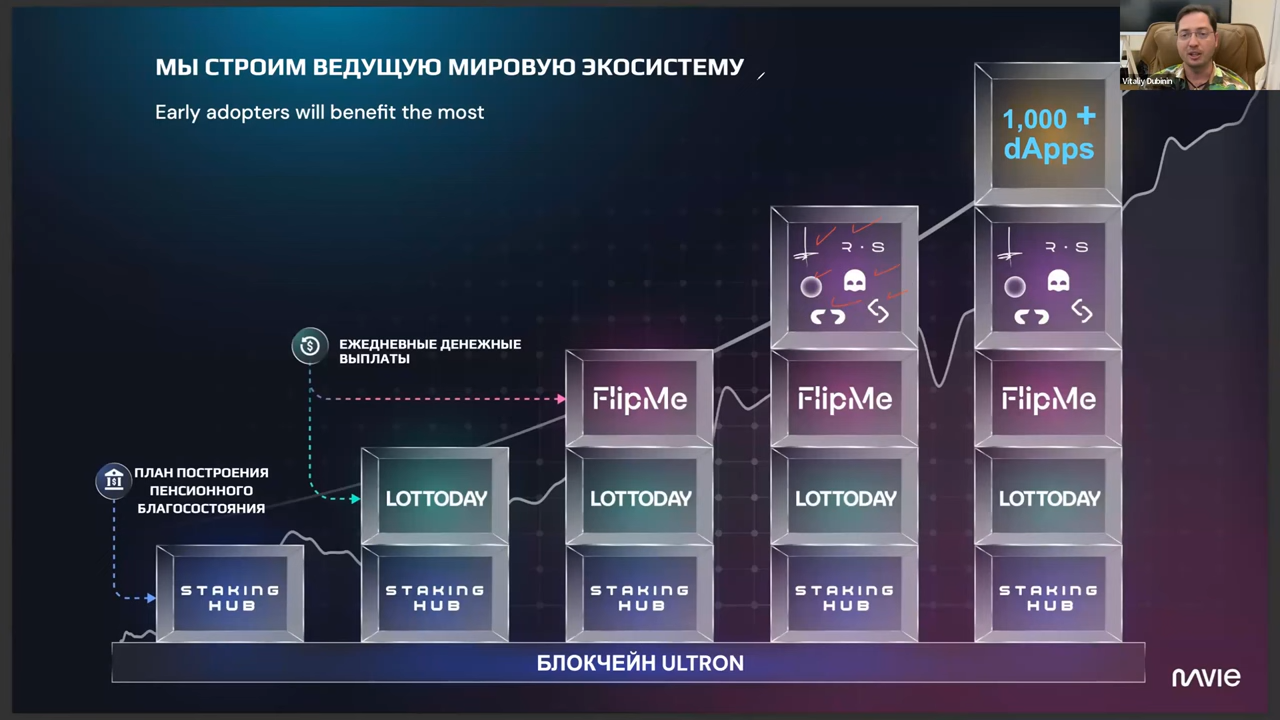 МЫ СТРОИМ ВЕДУЩУЮ МИРОВУЮ ЭКОСИСТЕМУ
Early adopters will benefit the most
Vitaliy Dubinin
1,000 +
dApps
R·S
R·S
ЕЖЕДНЕВНЫЕ ДЕНЕЖНЫЕ
ВЫПЛАТЫ
FlipMe
FlipMe
FlipMe
ПЛАН ПОСТРОЕНИЯ
ПЕНСИОННОГО
БЛАГОСОСТОЯНИЯ
LOTTODAY
LOTTODAY
LOTTODAY
LOTTODAY
STAKING
HUB
STAKING
HUB
STAKING
HUB
STAKING
HUB
STAKING
HUB
БЛОКЧЕЙН ULTRON
mavie